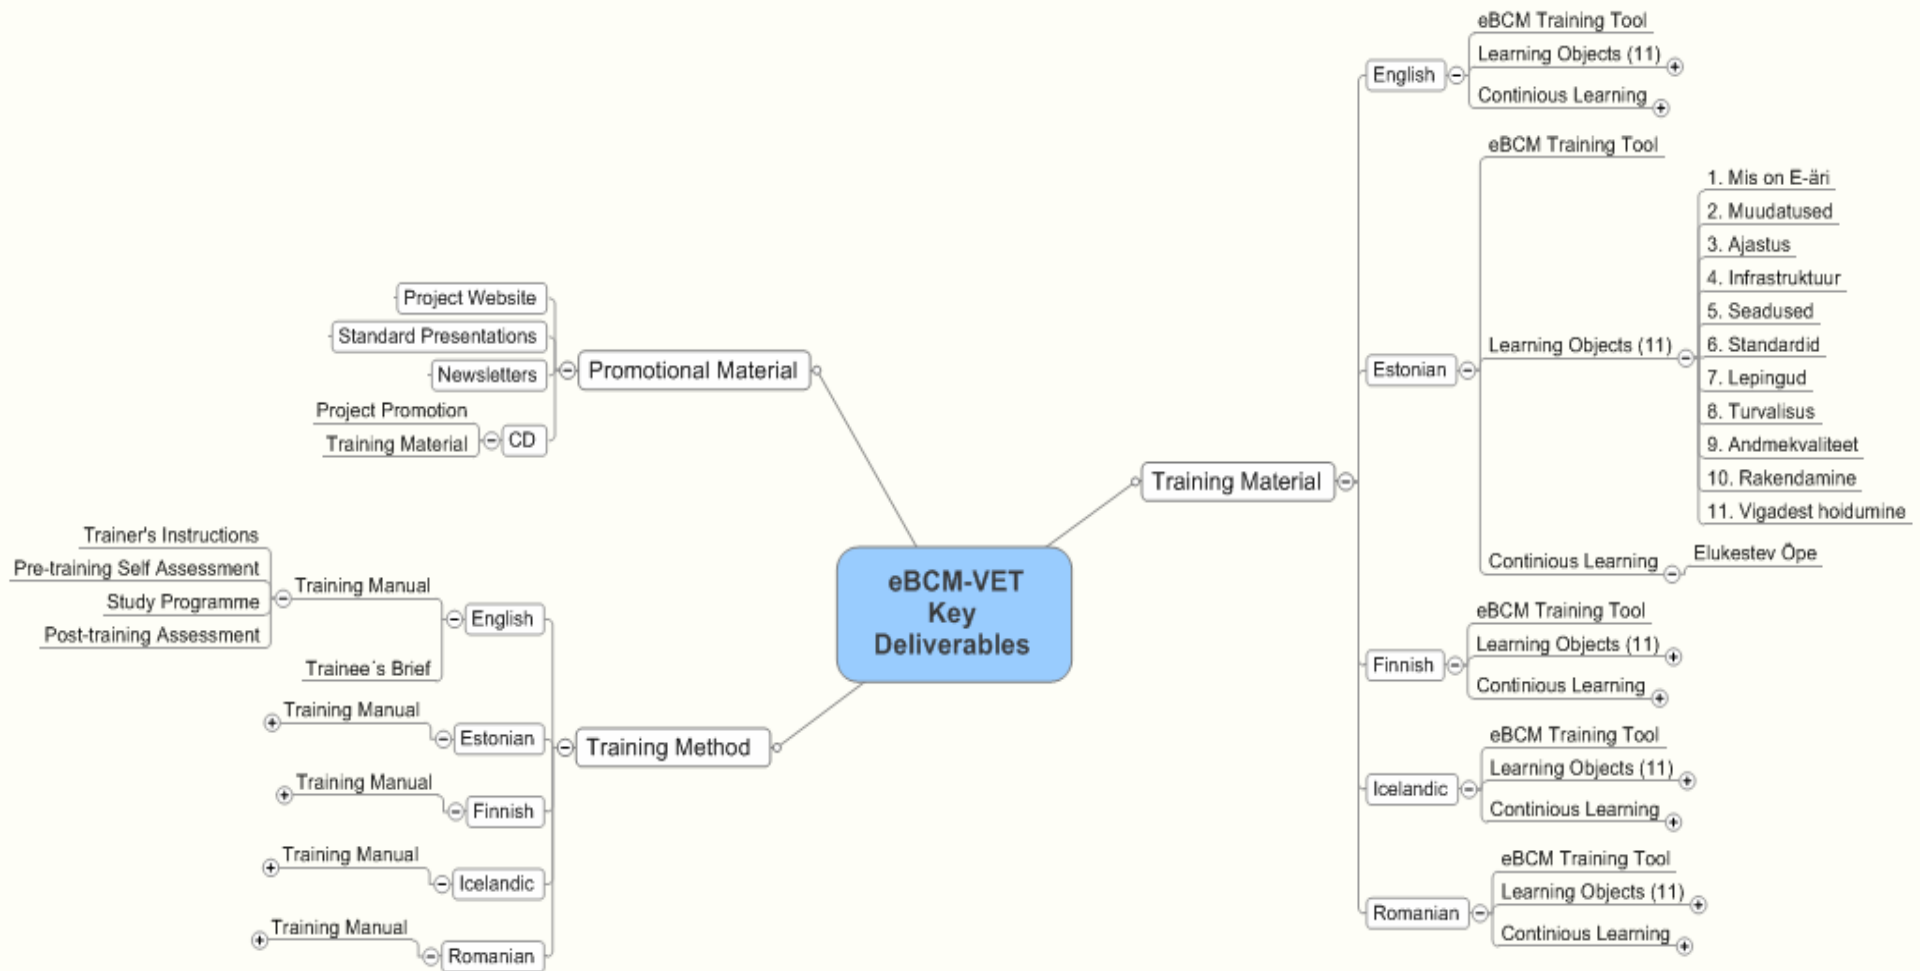 eBCM-VET
Key
Deliverables
Promotional Material
Project Website
Standard Presentations
Newsletters
CD
Project Promotion
Training Material
Training Method
English
Training Manual
Trainer's Instructions
Pre-training Self Assessment
Study Programme
Post-training Assessment
Trainee´s Brief
Estonian
Training Manual
Finnish
Training Manual
Icelandic
Training Manual
Romanian
Training Manual
Training Material
English
eBCM Training Tool
Learning Objects (11)
Continious Learning
Estonian
eBCM Training Tool
Learning Objects (11)
1. Mis on E-äri
2. Muudatused
3. Ajastus
4. Infrastruktuur
5. Seadused
6. Standardid
7. Lepingud
8. Turvalisus
9. Andmekvaliteet
10. Rakendamine
11. Vigadest hoidumine
Continious Learning
Elukestev Õpe
Finnish
eBCM Training Tool
Learning Objects (11)
Continious Learning
Icelandic
eBCM Training Tool
Learning Objects (11)
Continious Learning
Romanian
eBCM Training Tool
Learning Objects (11)
Continious Learning